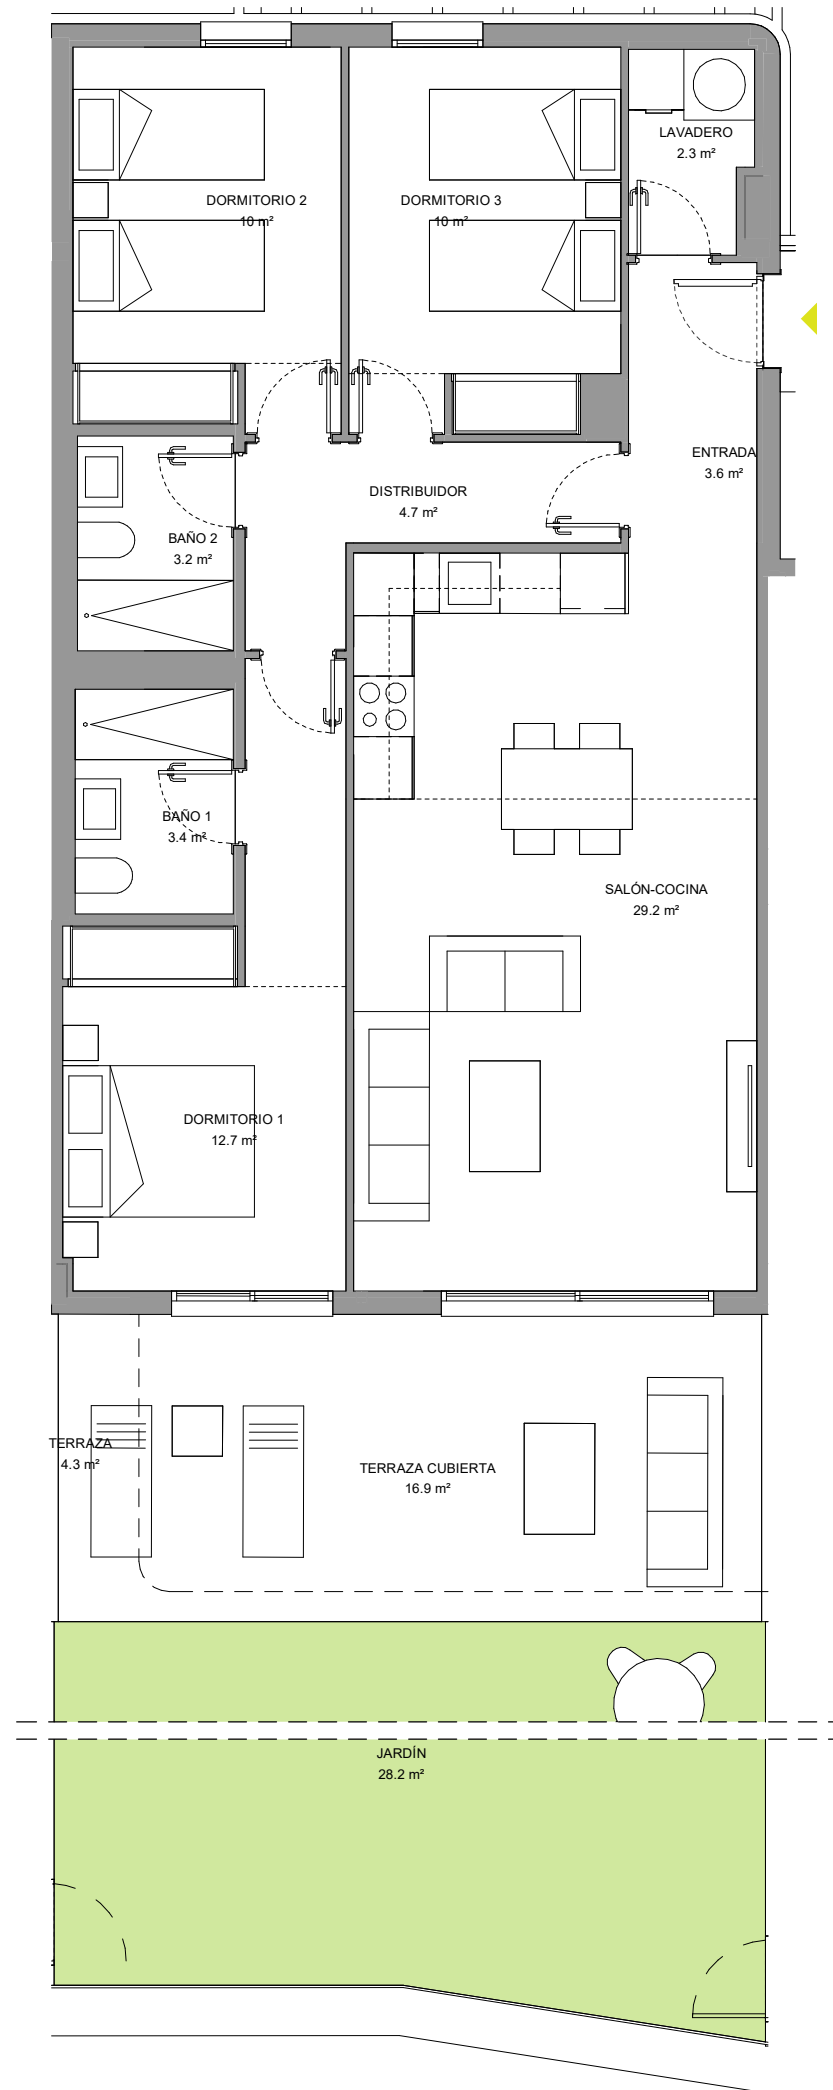 LAVADERO
2.3 m²
DORMITORIO 2
10 m²
DORMITORIO 3
10 m²
ENTRADA
3.6 m²
DISTRIBUIDOR
4.7 m²
BAÑO 2
3.2 m²
BAÑO 1
3.4 m²
SALÓN-COCINA
29.2 m²
DORMITORIO 1
12.7 m²
TERRAZA
4.3 m²
TERRAZA CUBIERTA
16.9 m²
JARDÍN
28.2 m²